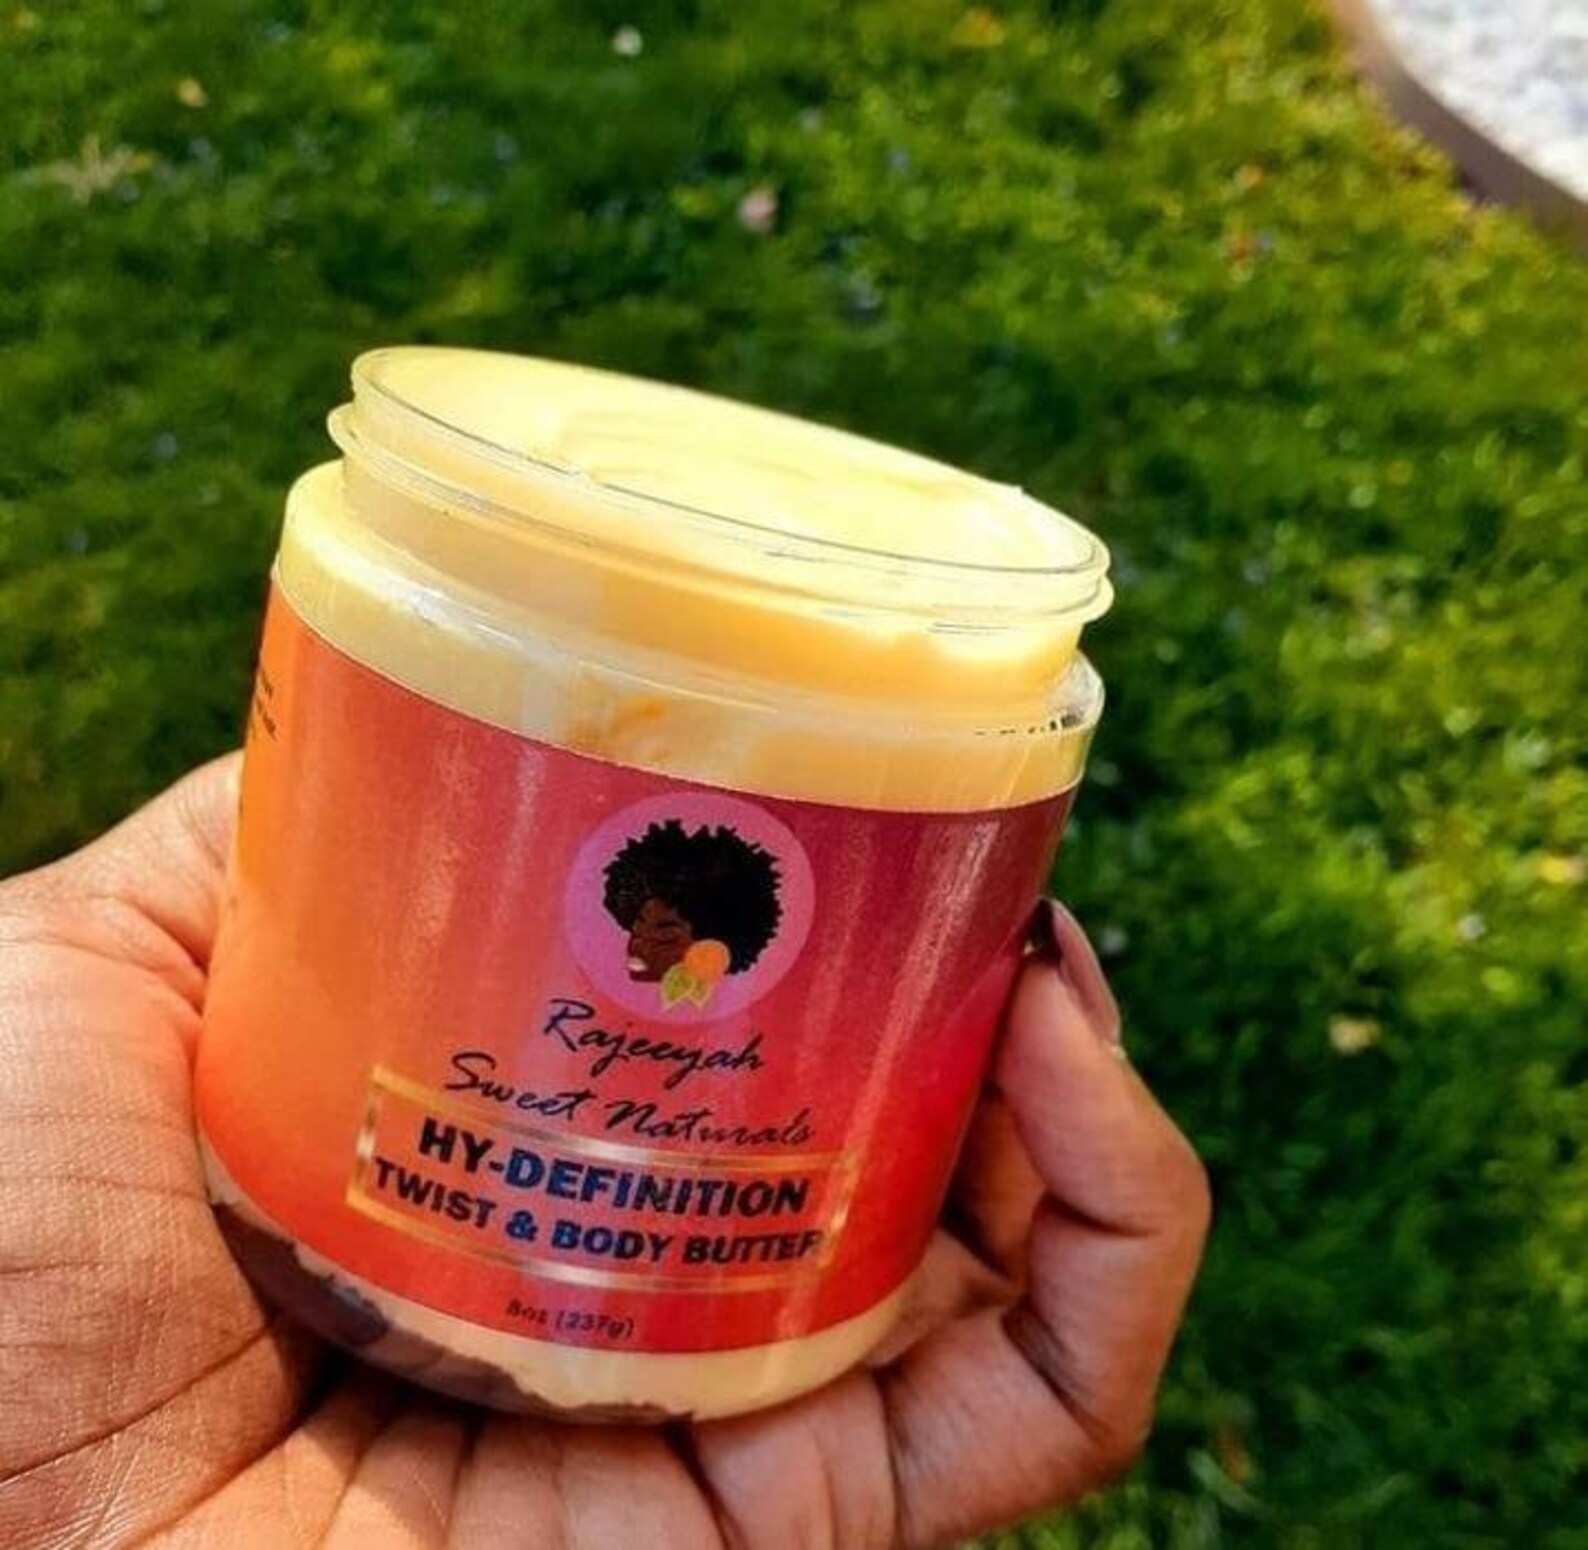 Rajeeyah
Sweet Naturals
HY-DEFINITION
TWIST & BODY BUTTER
8oz (237g)